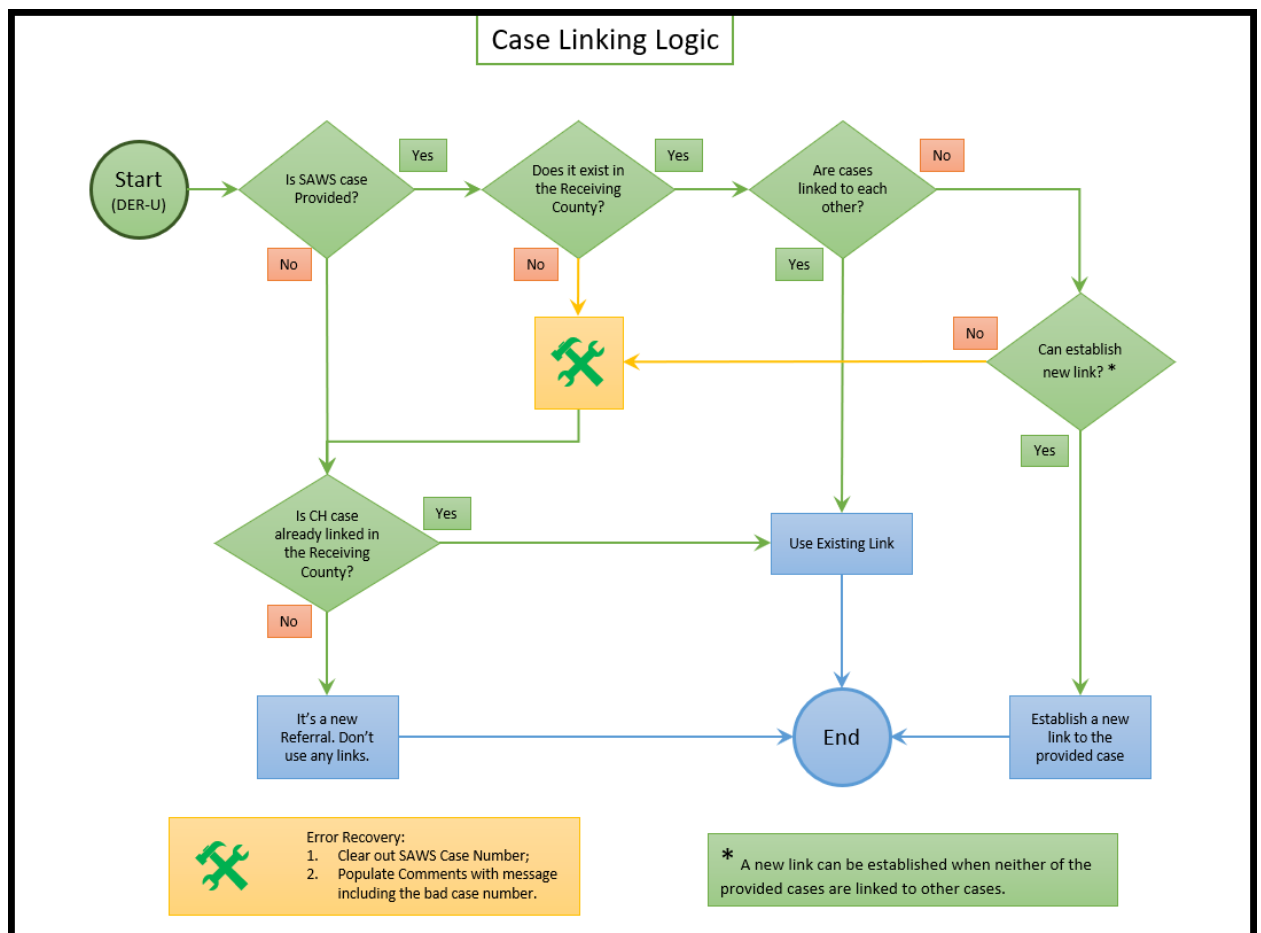 Case Linking Logic
Start
(DER-U)
Is SAWS case
Provided?
Yes
No
Does it exist in
the Receiving
County?
Yes
No
Are cases
linked to each
other?
No
Yes
Can establish
new link? *
No
Yes
Is CH case
already linked in
the Receiving
County?
Yes
No
Use Existing Link
It’s a new
Referral. Don’t
use any links.
End
Establish a new
link to the
provided case
Error Recovery:
1. Clear out SAWS Case Number;
2. Populate Comments with message
including the bad case number.
* A new link can be established when neither of the
provided cases are linked to other cases.